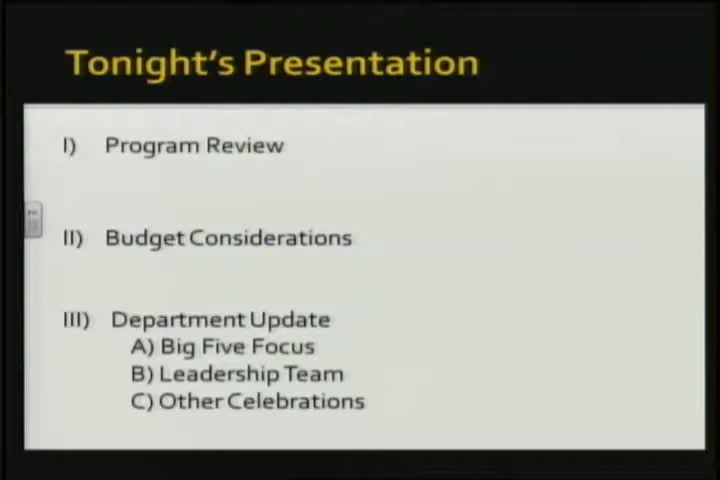 Tonight's Presentation
I) Program Review
II) Budget Considerations
III) Department Update
A) Big Five Focus
B) Leadership Team
C) Other Celebrations